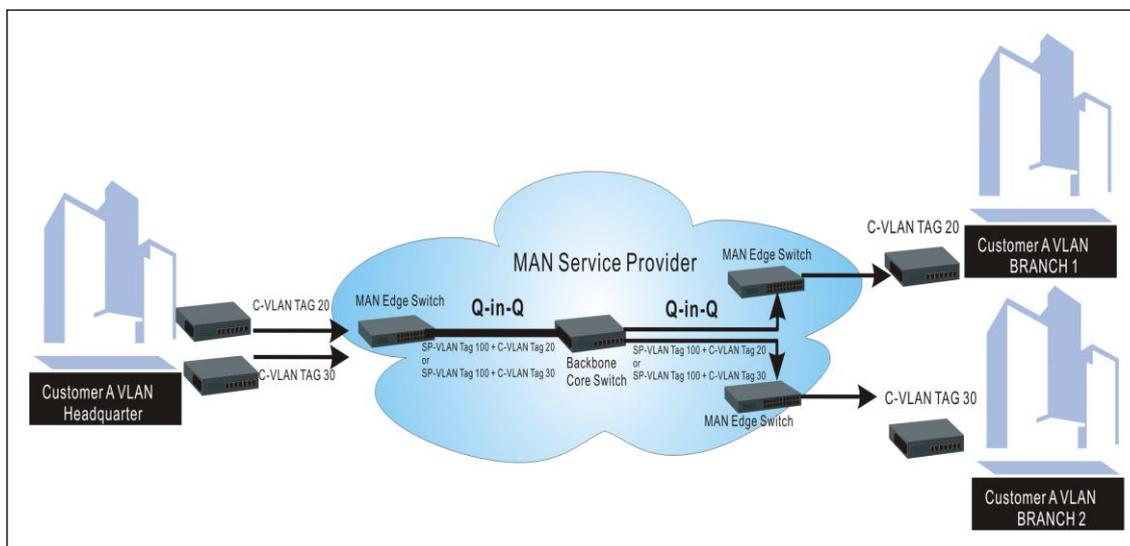 Customer A VLAN
Headquarter
C-VLAN TAG 20
C-VLAN TAG 30
MAN Service Provider
MAN Edge Switch
Q-in-Q
SP-VLAN Tag 100 + C-VLAN Tag 20
or
SP-VLAN Tag 100 + C-VLAN Tag 30
Backbone
Core Switch
Q-in-Q
SP-VLAN Tag 100 + C-VLAN Tag 20
or
SP-VLAN Tag 100 + C-VLAN Tag 30
MAN Edge Switch
MAN Edge Switch
C-VLAN TAG 20
Customer A VLAN
BRANCH 1
C-VLAN TAG 30
Customer A VLAN
BRANCH 2